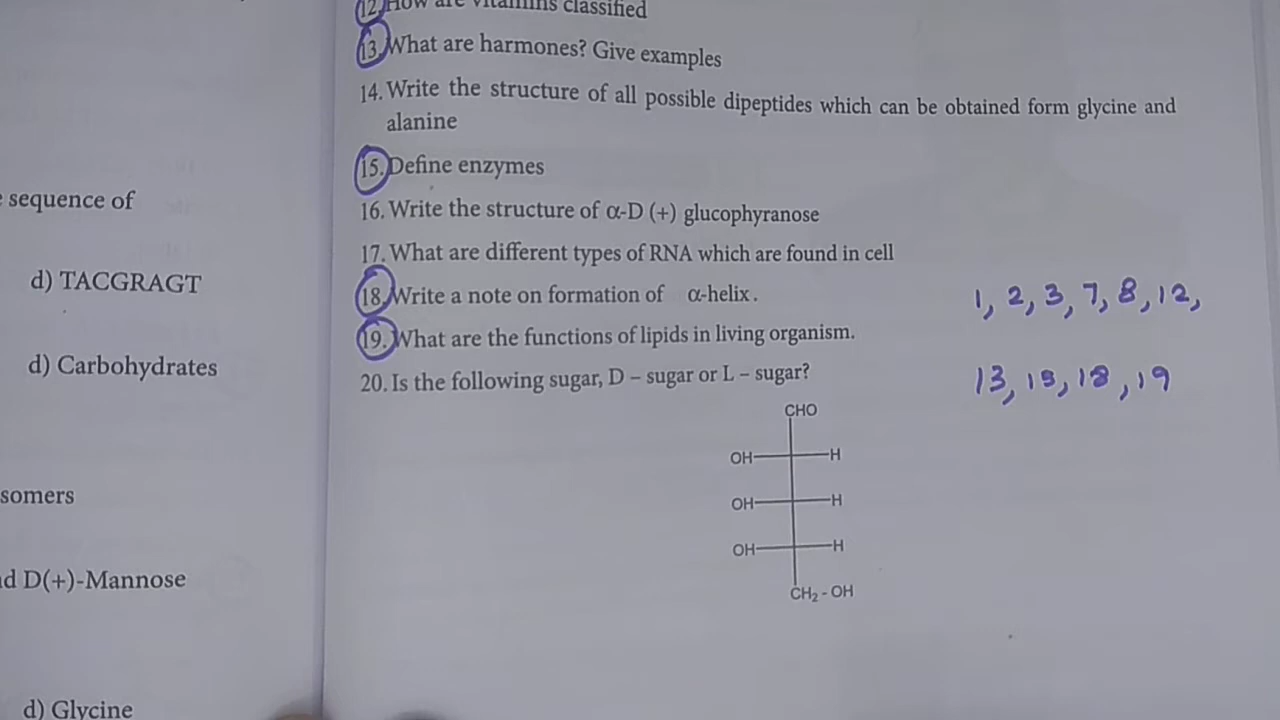 12. How are vitamins classified
13. What are harmones? Give examples
14. Write the structure of all possible dipeptides which can be obtained form glycine and
alanine
15. Define enzymes
16. Write the structure of α-D (+) glucophyranose
17. What are different types of RNA which are found in cell
18. Write a note on formation of α-helix.
19. What are the functions of lipids in living organism.
20. Is the following sugar, D – sugar or L – sugar?
CHO
OH H
OH H
OH H
CH₂ - OH
1, 2, 3, 7, 8, 12,
13, 15, 18, 19
sequence of
d) TACGRAGT
d) Carbohydrates
somers
d D(+)-Mannose
d) Glycine